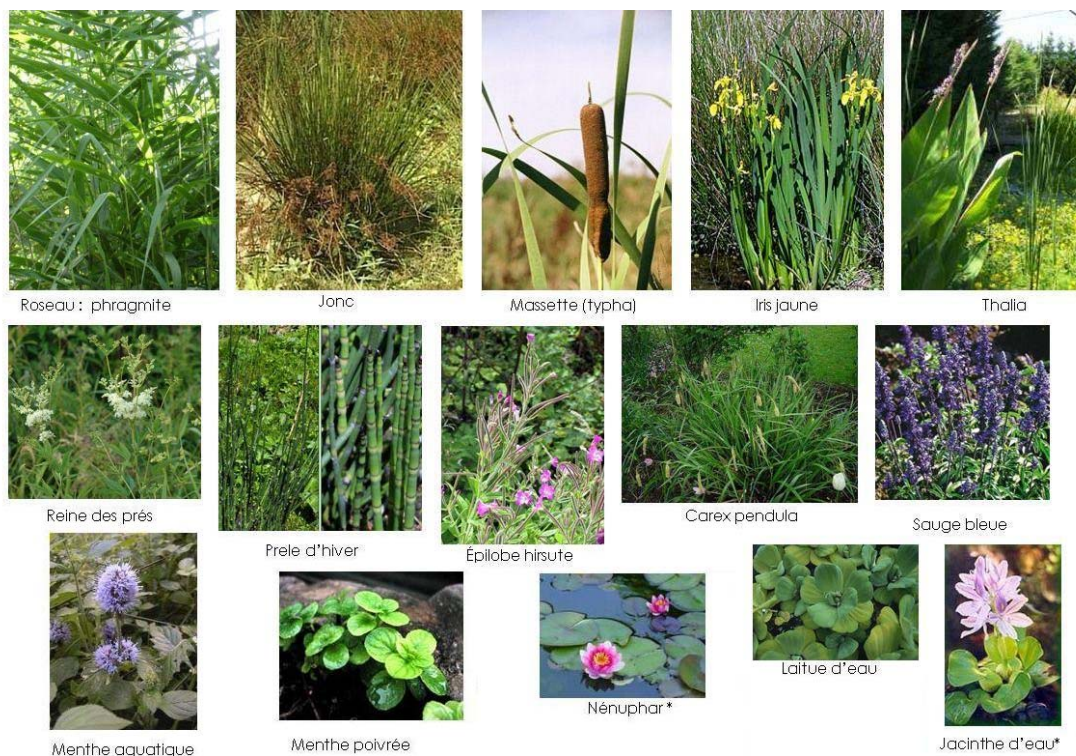 Roseau : phragmite
Jonc
Massette (typha)
Iris jaune
Thalia
Reine des prés
Prele d'hiver
Épilobe hirsute
Carex pendula
Sauge bleue
Menthe aquatique
Menthe poivrée
Nénuphar *
Laitue d'eau
Jacinthe d'eau*